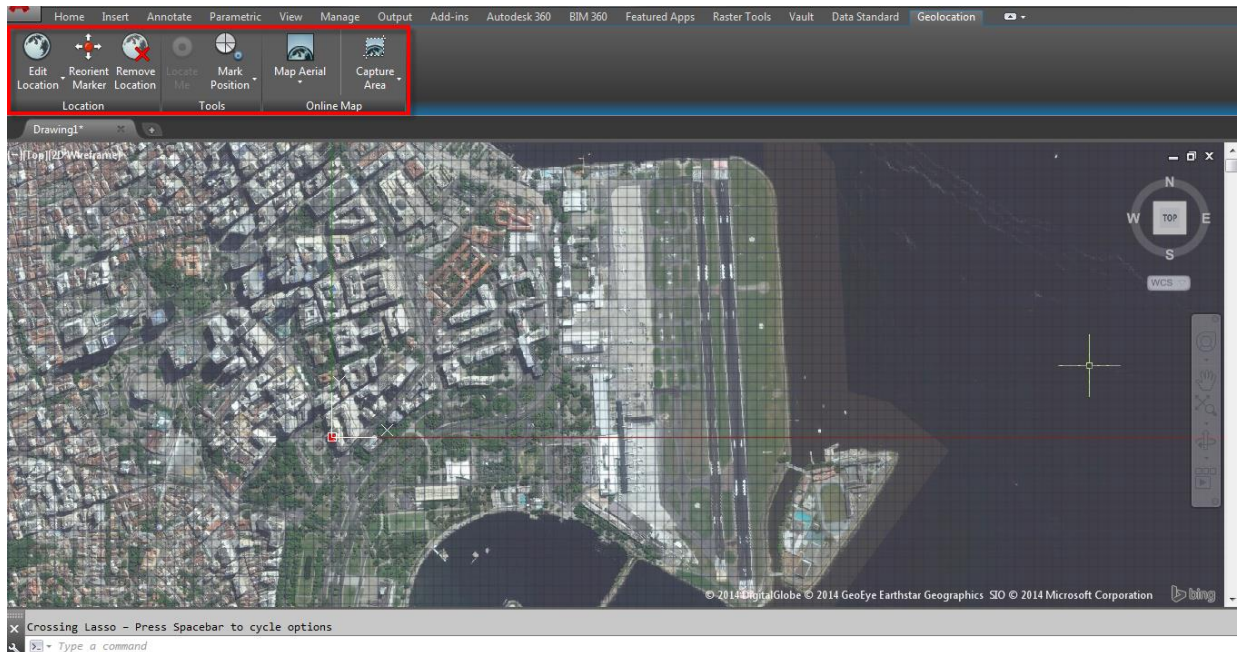 Home Insert Annotate Parametric View Manage Output Add-ins Autodesk 360 BIM 360 Featured Apps Raster Tools Vault Data Standard Geolocation
Edit Location
Reorient Marker
Remove Location
Locate Me
Mark Position
Map Aerial
Capture Area
Location Tools Online Map
Drawing1*
[−][Top][2D Wireframe]
N
W TOP E
S
WCS
Y
X
© 2014 DigitalGlobe © 2014 GeoEye Earthstar Geographics SIO © 2014 Microsoft Corporation bing
Crossing Lasso – Press Spacebar to cycle options
Type a command